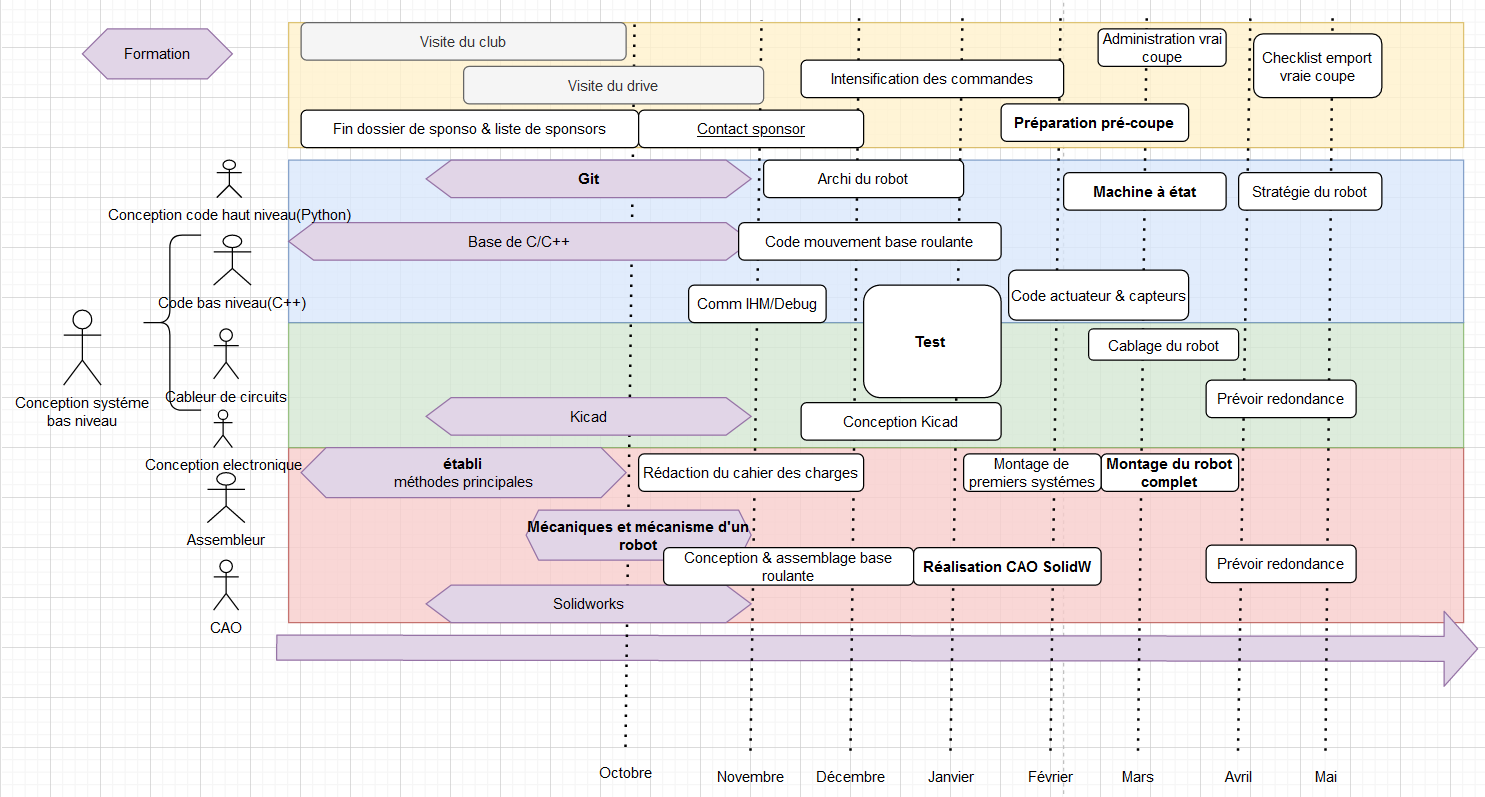 Formation
Visite du club
Visite du drive
Fin dossier de sponso & liste de sponsors
Contact sponsor
Intensification des commandes
Administration vrai
coupe
Préparation pré-coupe
Checklist emport
vraie coupe
Conception code haut niveau(Python)
Git
Archi du robot
Machine à état
Stratégie du robot
Base de C/C++
Code mouvement base roulante
Code bas niveau(C++)
Comm IHM/Debug
Test
Code actuateur & capteurs
Conception systéme
bas niveau
Cableur de circuits
Cablage du robot
Prévoir redondance
Kicad
Conception Kicad
Conception electronique
établi
méthodes principales
Rédaction du cahier des charges
Montage de
premiers systémes
Montage du robot
complet
Assembleur
Mécaniques et mécanisme d'un
robot
Conception & assemblage base
roulante
Réalisation CAO SolidW
Prévoir redondance
Solidworks
CAO
Octobre
Novembre
Décembre
Janvier
Février
Mars
Avril
Mai